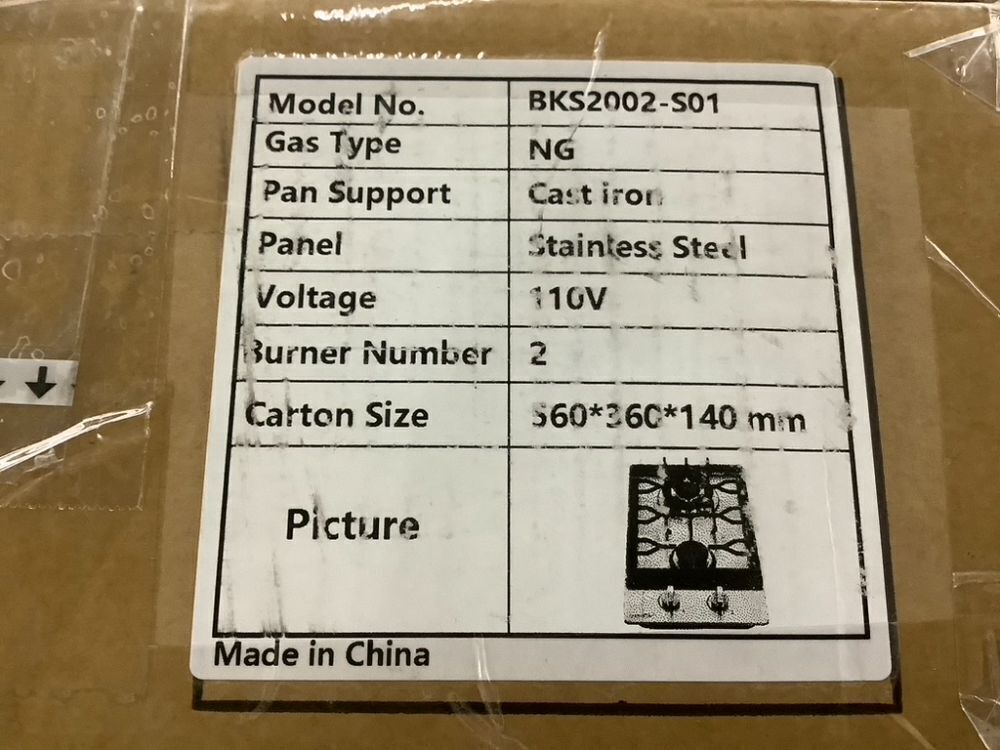 Model No. BKS2002-S01
Gas Type NG
Pan Support Cast iron
Panel Stainless Steel
Voltage 110V
Burner Number 2
Carton Size 560*360*140 mm
Picture
Made in China